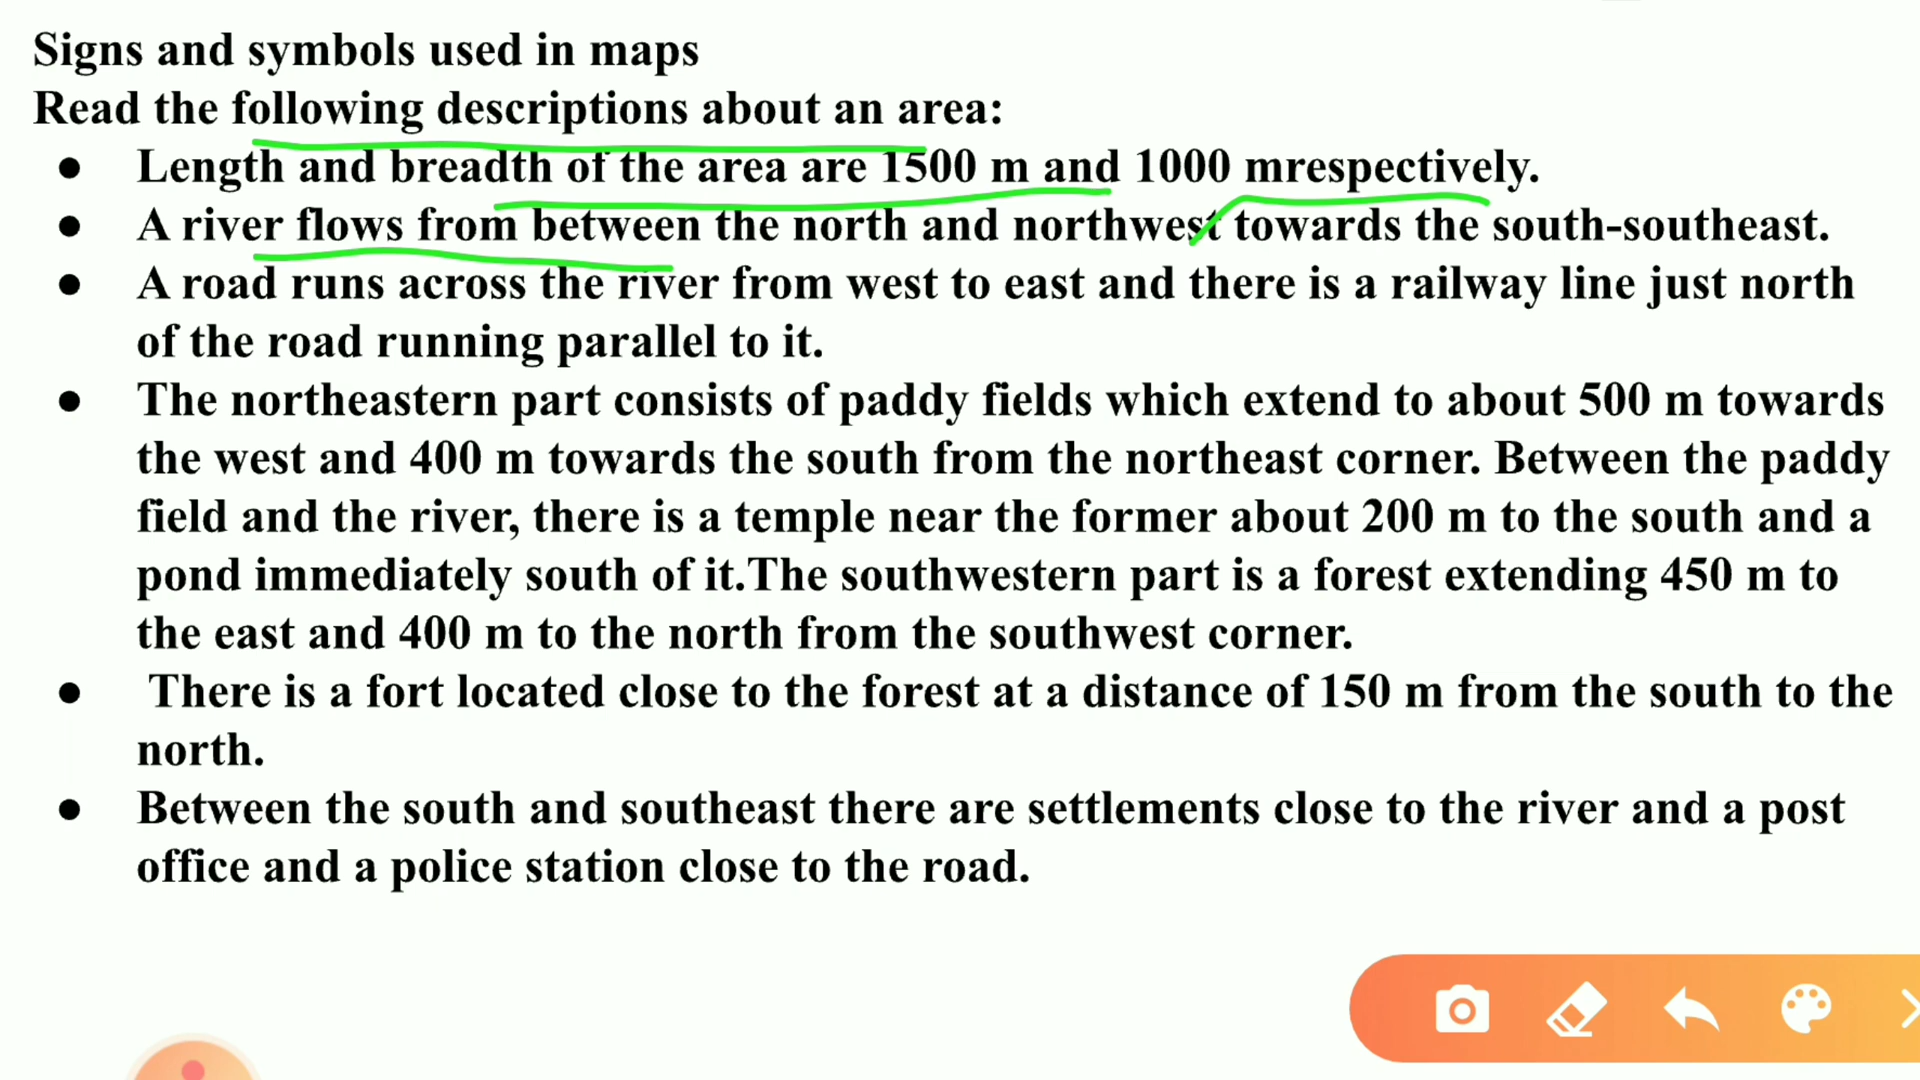 Signs and symbols used in maps
Read the following descriptions about an area:
● Length and breadth of the area are 1500 m and 1000 mrespectively.
● A river flows from between the north and northwest towards the south-southeast.
● A road runs across the river from west to east and there is a railway line just north
of the road running parallel to it.
● The northeastern part consists of paddy fields which extend to about 500 m towards
the west and 400 m towards the south from the northeast corner. Between the paddy
field and the river, there is a temple near the former about 200 m to the south and a
pond immediately south of it.The southwestern part is a forest extending 450 m to
the east and 400 m to the north from the southwest corner.
● There is a fort located close to the forest at a distance of 150 m from the south to the
north.
● Between the south and southeast there are settlements close to the river and a post
office and a police station close to the road.